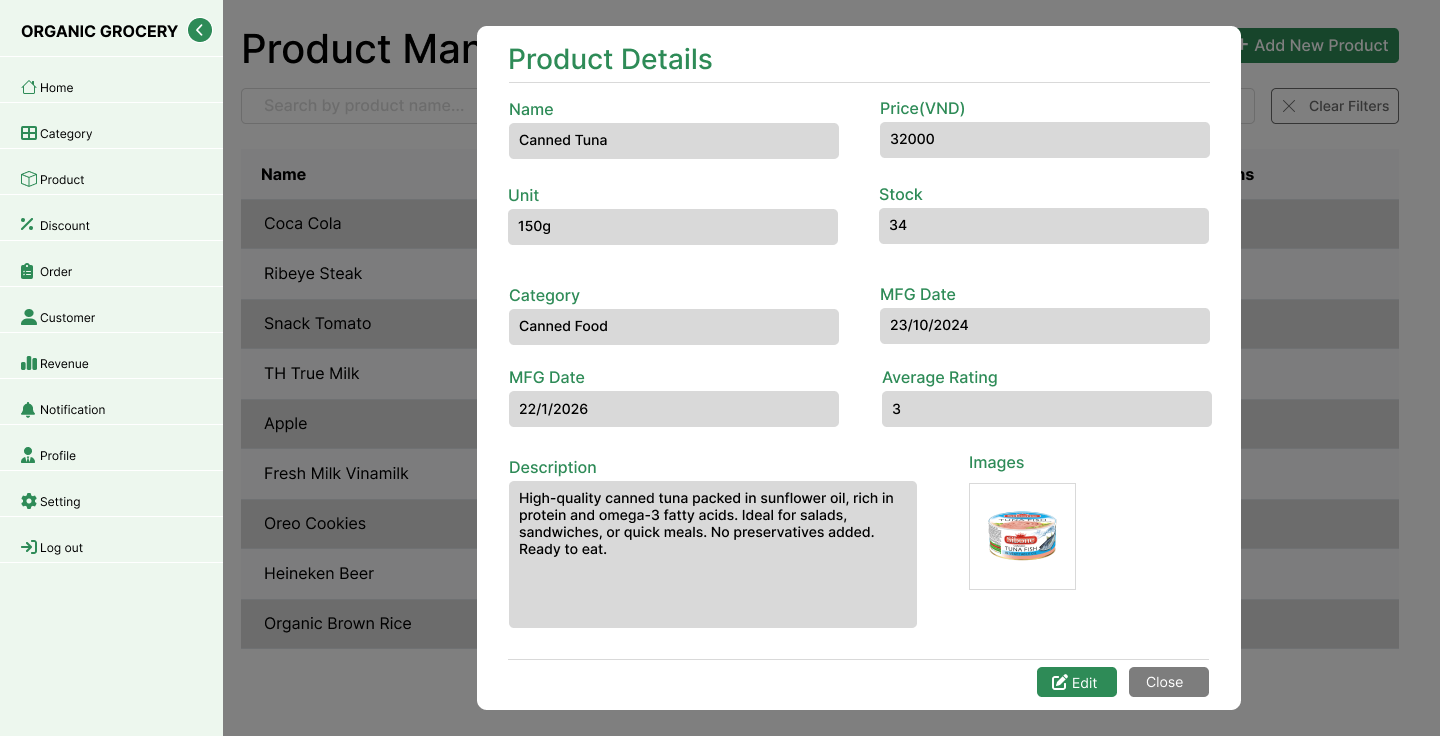 ORGANIC GROCERY
Home
Category
Product
Discount
Order
Customer
Revenue
Notification
Profile
Setting
Log out
Product Man
+ Add New Product
Search by product name...
Clear Filters
Name
ns
Coca Cola
Ribeye Steak
Snack Tomato
TH True Milk
Apple
Fresh Milk Vinamilk
Oreo Cookies
Heineken Beer
Organic Brown Rice
Product Details
Name
Canned Tuna
Price(VND)
32000
Unit
150g
Stock
34
Category
Canned Food
MFG Date
23/10/2024
MFG Date
22/1/2026
Average Rating
3
Description
High-quality canned tuna packed in sunflower oil, rich in
protein and omega-3 fatty acids. Ideal for salads,
sandwiches, or quick meals. No preservatives added.
Ready to eat.
Images
TUNA FISH
Edit
Close